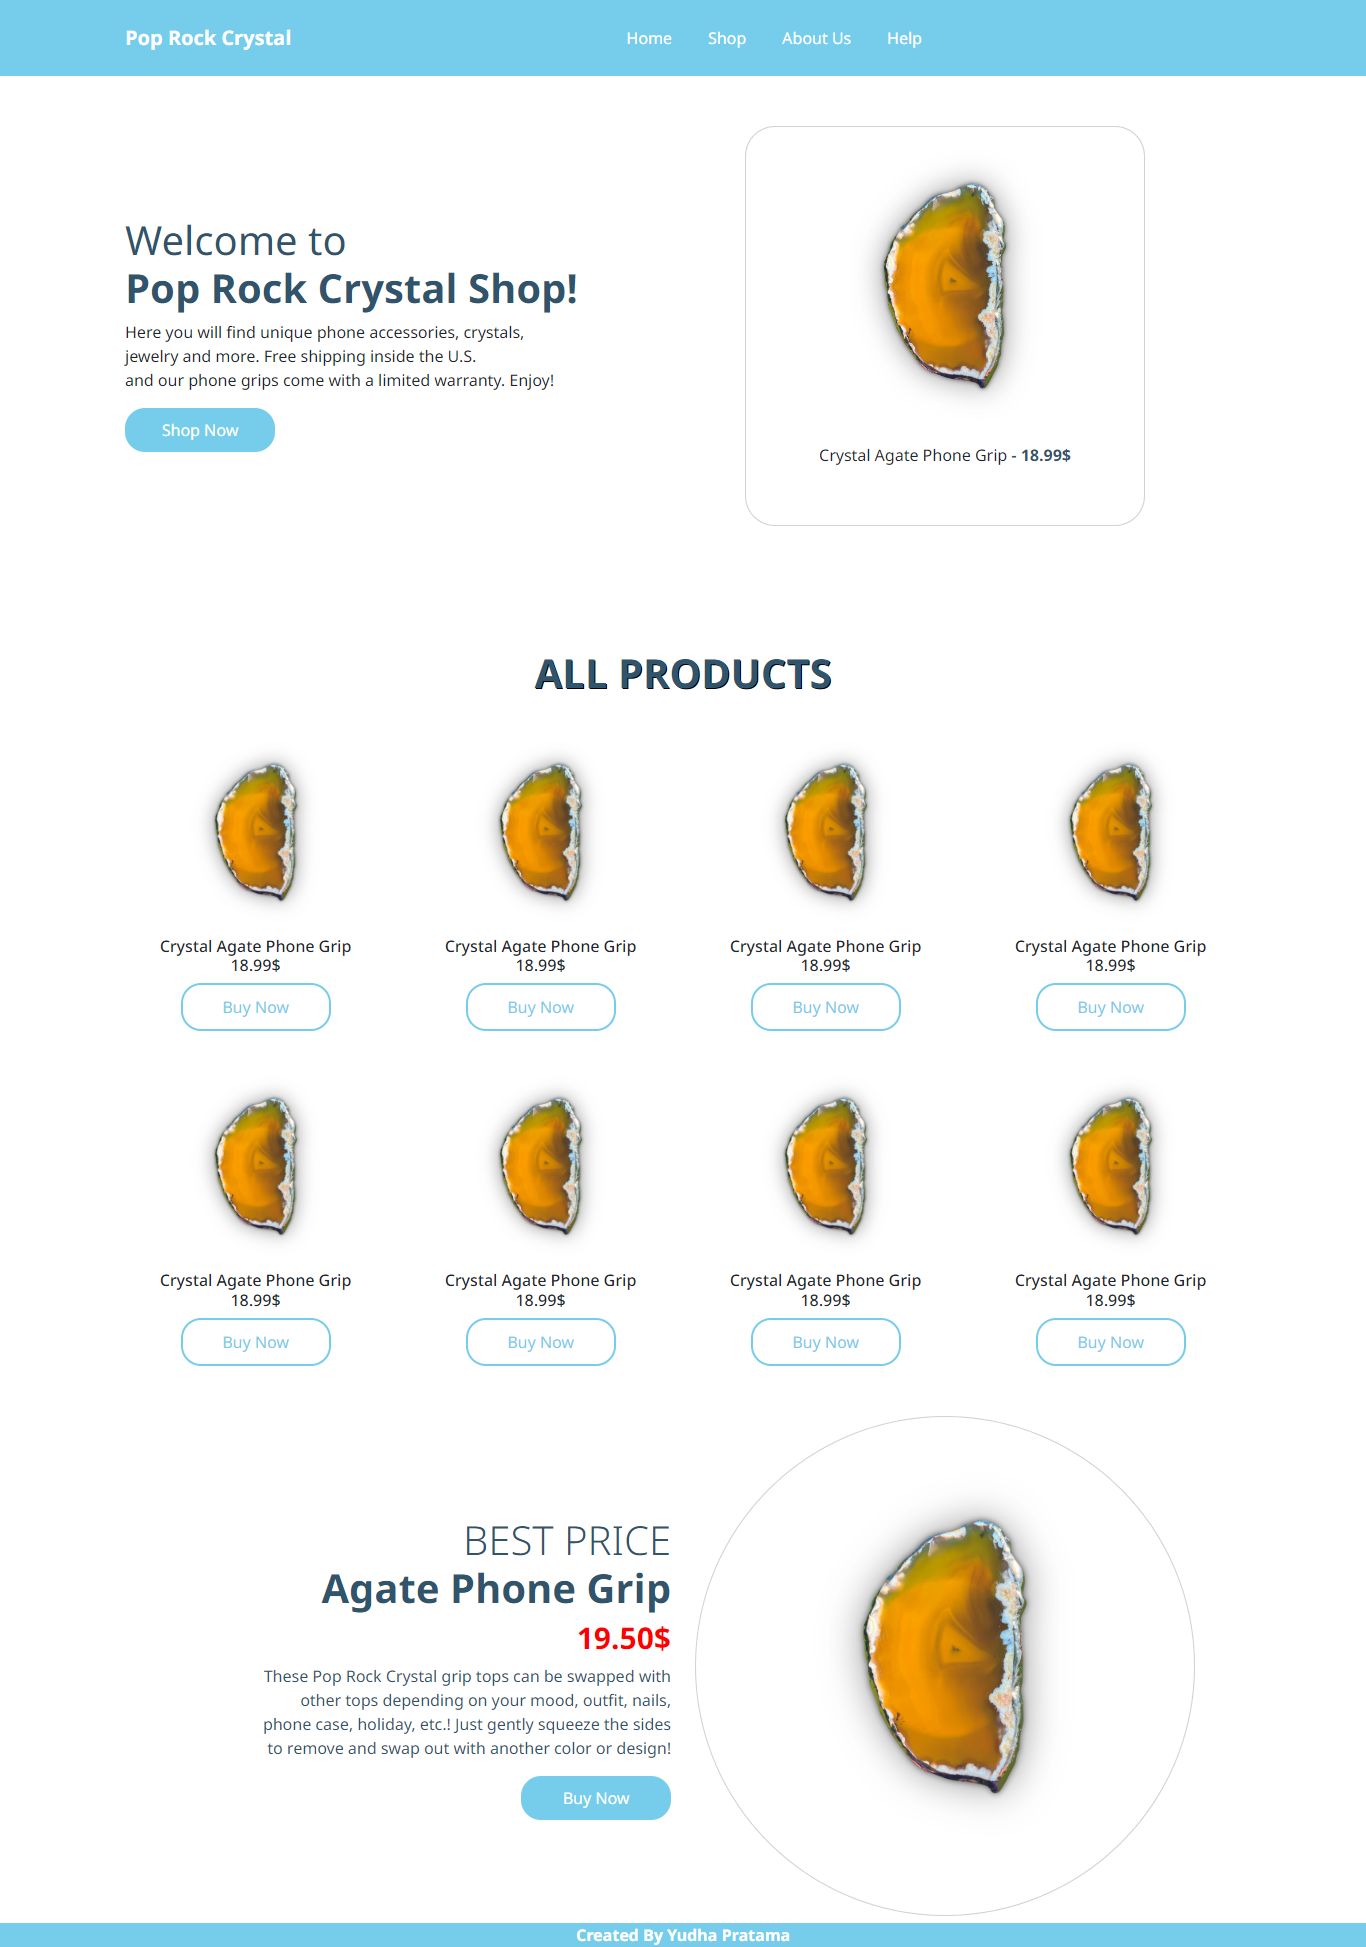 Pop Rock Crystal
Home Shop About Us Help
Welcome to
Pop Rock Crystal Shop!
Here you will find unique phone accessories, crystals,
jewelry and more. Free shipping inside the U.S.
and our phone grips come with a limited warranty. Enjoy!
Shop Now
Crystal Agate Phone Grip - 18.99$
ALL PRODUCTS
Crystal Agate Phone Grip
18.99$
Buy Now
Crystal Agate Phone Grip
18.99$
Buy Now
Crystal Agate Phone Grip
18.99$
Buy Now
Crystal Agate Phone Grip
18.99$
Buy Now
Crystal Agate Phone Grip
18.99$
Buy Now
Crystal Agate Phone Grip
18.99$
Buy Now
Crystal Agate Phone Grip
18.99$
Buy Now
Crystal Agate Phone Grip
18.99$
Buy Now
BEST PRICE
Agate Phone Grip
19.50$
These Pop Rock Crystal grip tops can be swapped with
other tops depending on your mood, outfit, nails,
phone case, holiday, etc.! Just gently squeeze the sides
to remove and swap out with another color or design!
Buy Now
Created By Yudha Pratama